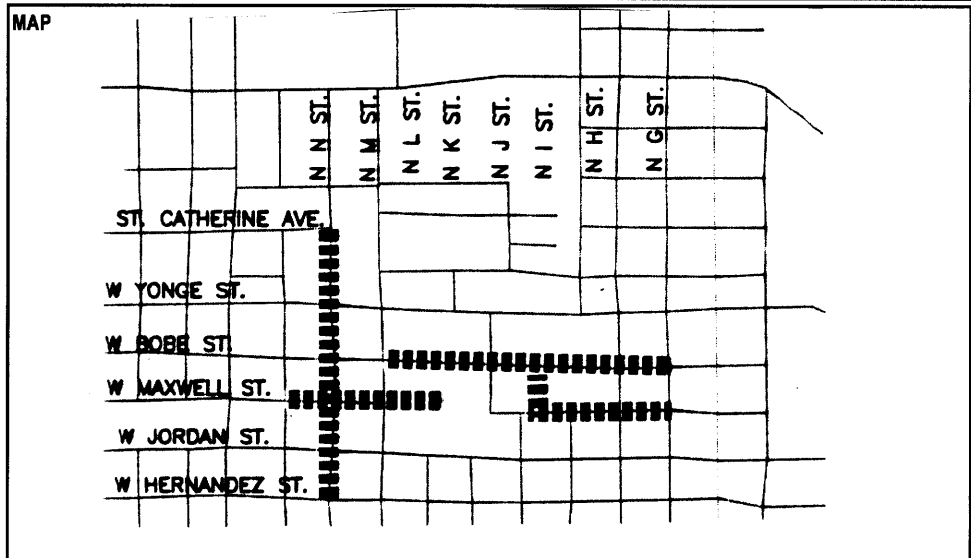 MAP
N N ST.
N M ST.
N L ST.
N K ST.
N J ST.
N I ST.
N H ST.
N G ST.
ST. CATHERINE AVE.
W YONGE ST.
W BOBE ST.
W MAXWELL ST.
W JORDAN ST.
W HERNANDEZ ST.